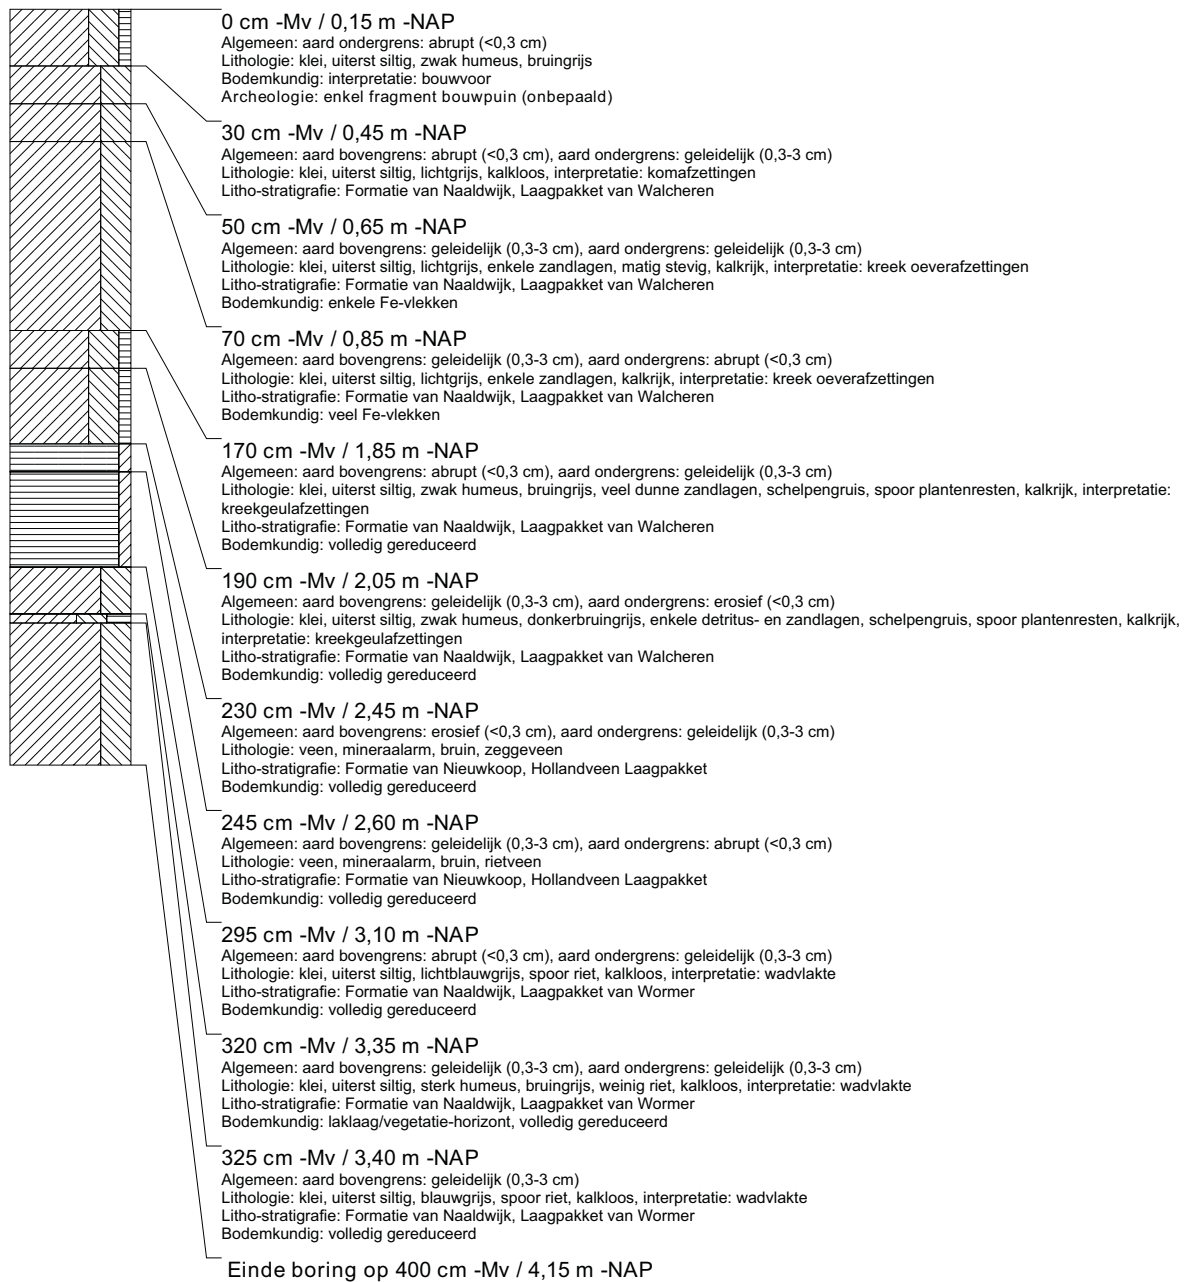 0 cm -Mv / 0,15 m -NAP
Algemeen: aard ondergrens: abrupt (<0,3 cm)
Lithologie: klei, uiterst siltig, zwak humeus, bruingrijs
Bodemkundig: interpretatie: bouwvoor
Archeologie: enkel fragment bouwpuin (onbepaald)
30 cm -Mv / 0,45 m -NAP
Algemeen: aard bovengrens: abrupt (<0,3 cm), aard ondergrens: geleidelijk (0,3-3 cm)
Lithologie: klei, uiterst siltig, lichtgrijs, kalkloos, interpretatie: komafzettingen
Litho-stratigrafie: Formatie van Naaldwijk, Laagpakket van Walcheren
50 cm -Mv / 0,65 m -NAP
Algemeen: aard bovengrens: geleidelijk (0,3-3 cm), aard ondergrens: geleidelijk (0,3-3 cm)
Lithologie: klei, uiterst siltig, lichtgrijs, enkele zandlagen, matig stevig, kalkrijk, interpretatie: kreek oeverafzettingen
Litho-stratigrafie: Formatie van Naaldwijk, Laagpakket van Walcheren
Bodemkundig: enkele Fe-vlekken
70 cm -Mv / 0,85 m -NAP
Algemeen: aard bovengrens: geleidelijk (0,3-3 cm), aard ondergrens: abrupt (<0,3 cm)
Lithologie: klei, uiterst siltig, lichtgrijs, enkele zandlagen, kalkrijk, interpretatie: kreek oeverafzettingen
Litho-stratigrafie: Formatie van Naaldwijk, Laagpakket van Walcheren
Bodemkundig: veel Fe-vlekken
170 cm -Mv / 1,85 m -NAP
Algemeen: aard bovengrens: abrupt (<0,3 cm), aard ondergrens: geleidelijk (0,3-3 cm)
Lithologie: klei, uiterst siltig, zwak humeus, bruingrijs, veel dunne zandlagen, schelpengruis, spoor plantenresten, kalkrijk, interpretatie:
kreekgeulafzettingen
Litho-stratigrafie: Formatie van Naaldwijk, Laagpakket van Walcheren
Bodemkundig: volledig gereduceerd
190 cm -Mv / 2,05 m -NAP
Algemeen: aard bovengrens: geleidelijk (0,3-3 cm), aard ondergrens: erosief (<0,3 cm)
Lithologie: klei, uiterst siltig, zwak humeus, donkerbruingrijs, enkele detritus- en zandlagen, schelpengruis, spoor plantenresten, kalkrijk,
interpretatie: kreekgeulafzettingen
Litho-stratigrafie: Formatie van Naaldwijk, Laagpakket van Walcheren
Bodemkundig: volledig gereduceerd
230 cm -Mv / 2,45 m -NAP
Algemeen: aard bovengrens: erosief (<0,3 cm), aard ondergrens: geleidelijk (0,3-3 cm)
Lithologie: veen, mineraalarm, bruin, zeggeveen
Litho-stratigrafie: Formatie van Nieuwkoop, Hollandveen Laagpakket
Bodemkundig: volledig gereduceerd
245 cm -Mv / 2,60 m -NAP
Algemeen: aard bovengrens: geleidelijk (0,3-3 cm), aard ondergrens: abrupt (<0,3 cm)
Lithologie: veen, mineraalarm, bruin, rietveen
Litho-stratigrafie: Formatie van Nieuwkoop, Hollandveen Laagpakket
Bodemkundig: volledig gereduceerd
295 cm -Mv / 3,10 m -NAP
Algemeen: aard bovengrens: abrupt (<0,3 cm), aard ondergrens: geleidelijk (0,3-3 cm)
Lithologie: klei, uiterst siltig, lichtblauwgrijs, spoor riet, kalkloos, interpretatie: wadvlakte
Litho-stratigrafie: Formatie van Naaldwijk, Laagpakket van Wormer
Bodemkundig: volledig gereduceerd
320 cm -Mv / 3,35 m -NAP
Algemeen: aard bovengrens: geleidelijk (0,3-3 cm), aard ondergrens: geleidelijk (0,3-3 cm)
Lithologie: klei, uiterst siltig, sterk humeus, bruingrijs, weinig riet, kalkloos, interpretatie: wadvlakte
Litho-stratigrafie: Formatie van Naaldwijk, Laagpakket van Wormer
Bodemkundig: laklaag/vegetatie-horizont, volledig gereduceerd
325 cm -Mv / 3,40 m -NAP
Algemeen: aard bovengrens: geleidelijk (0,3-3 cm)
Lithologie: klei, uiterst siltig, blauwgrijs, spoor riet, kalkloos, interpretatie: wadvlakte
Litho-stratigrafie: Formatie van Naaldwijk, Laagpakket van Wormer
Bodemkundig: volledig gereduceerd
Einde boring op 400 cm -Mv / 4,15 m -NAP